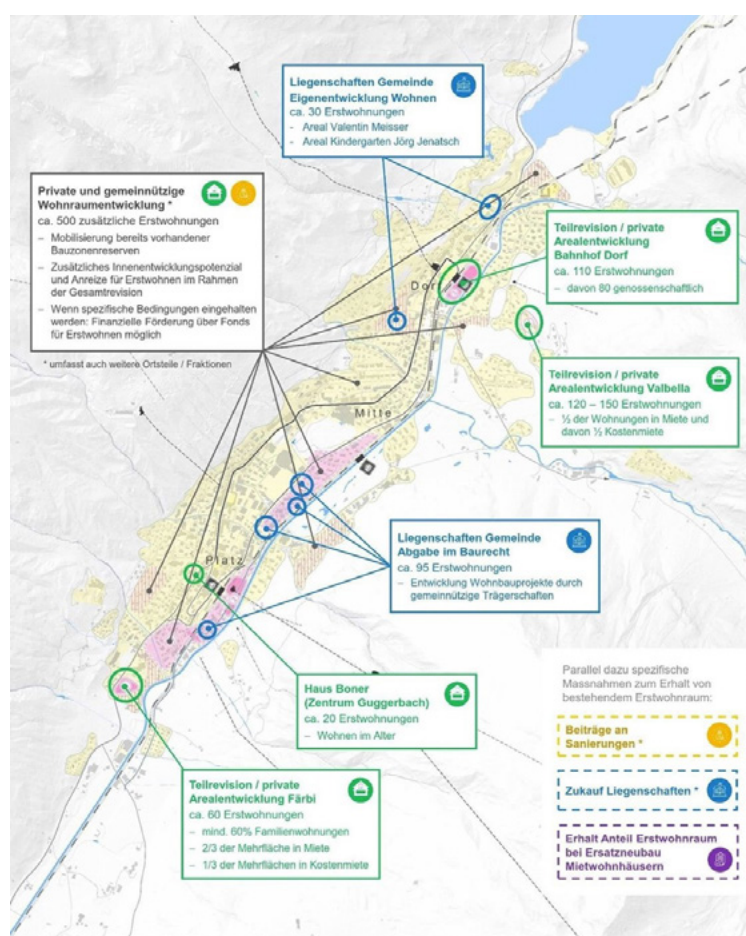 Liegenschaften Gemeinde
Eigenentwicklung Wohnen
ca. 30 Erstwohnungen
- Areal Valentin Meisser
- Areal Kindergarten Jörg Jenatsch
Private und gemeinnützige
Wohnraumentwicklung *
ca. 500 zusätzliche Erstwohnungen
– Mobilisierung bereits vorhandener
Bauzonenreserven
– Zusätzliches Innenentwicklungspotenzial
und Anreize für Erstwohnen im Rahmen
der Gesamtrevision
– Wenn spezifische Bedingungen eingehalten
werden: Finanzielle Förderung über Fonds
für Erstwohnen möglich
* umfasst auch weitere Ortsteile / Fraktionen
Teilrevision / private
Arealentwicklung
Bahnhof Dorf
ca. 110 Erstwohnungen
– davon 80 genossenschaftlich
Dorf
Teilrevision / private
Arealentwicklung Valbella
ca. 120 – 150 Erstwohnungen
– ½ der Wohnungen in Miete und
davon ½ Kostenmiete
Mitte
Liegenschaften Gemeinde
Abgabe im Baurecht
ca. 95 Erstwohnungen
– Entwicklung Wohnbauprojekte durch
gemeinnützige Trägerschaften
Platz
Haus Boner
(Zentrum Guggerbach)
ca. 20 Erstwohnungen
– Wohnen im Alter
Teilrevision / private
Arealentwicklung Färbi
ca. 60 Erstwohnungen
– mind. 60% Familienwohnungen
– 2/3 der Mehrfläche in Miete
– 1/3 der Mehrflächen in Kostenmiete
Parallel dazu spezifische
Massnahmen zum Erhalt von
bestehendem Erstwohnraum:
Beiträge an
Sanierungen *
Zukauf Liegenschaften *
Erhalt Anteil Erstwohnraum
bei Ersatzneubau
Mietwohnhäusern